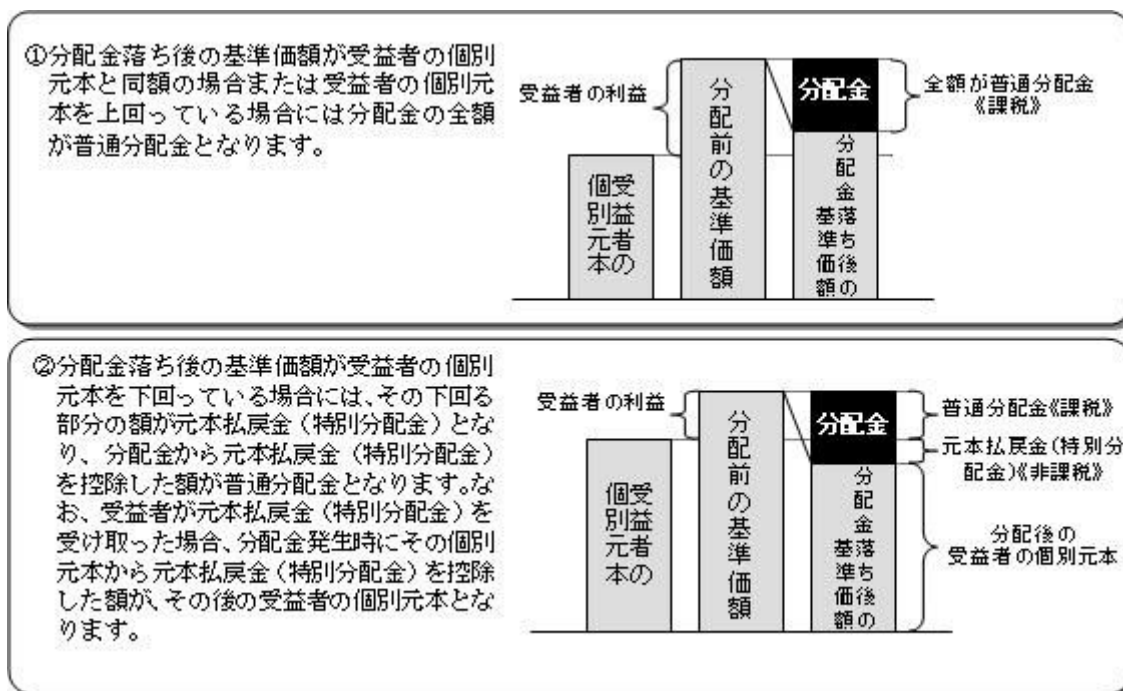 ①分配金落ち後の基準価額が受益者の個別
元本と同額の場合または受益者の個別元
本を上回っている場合には分配金の全額
が普通分配金となります。
受益者の利益
受益者の
個別元本
分配前の基準価額
分配金
分配金落ち後の
基準価額
全額が普通分配金
《課税》
②分配金落ち後の基準価額が受益者の個別
元本を下回っている場合には、その下回る
部分の額が元本払戻金（特別分配金）とな
り、分配金から元本払戻金（特別分配金）
を控除した額が普通分配金となります。な
お、受益者が元本払戻金（特別分配金）を
受け取った場合、分配金発生時にその個別
元本から元本払戻金（特別分配金）を控除
した額が、その後の受益者の個別元本とな
ります。
受益者の利益
受益者の
個別元本
分配前の基準価額
分配金
分配金落ち後の
基準価額
普通分配金《課税》
元本払戻金（特別分
配金）《非課税》
分配後の
受益者の個別元本